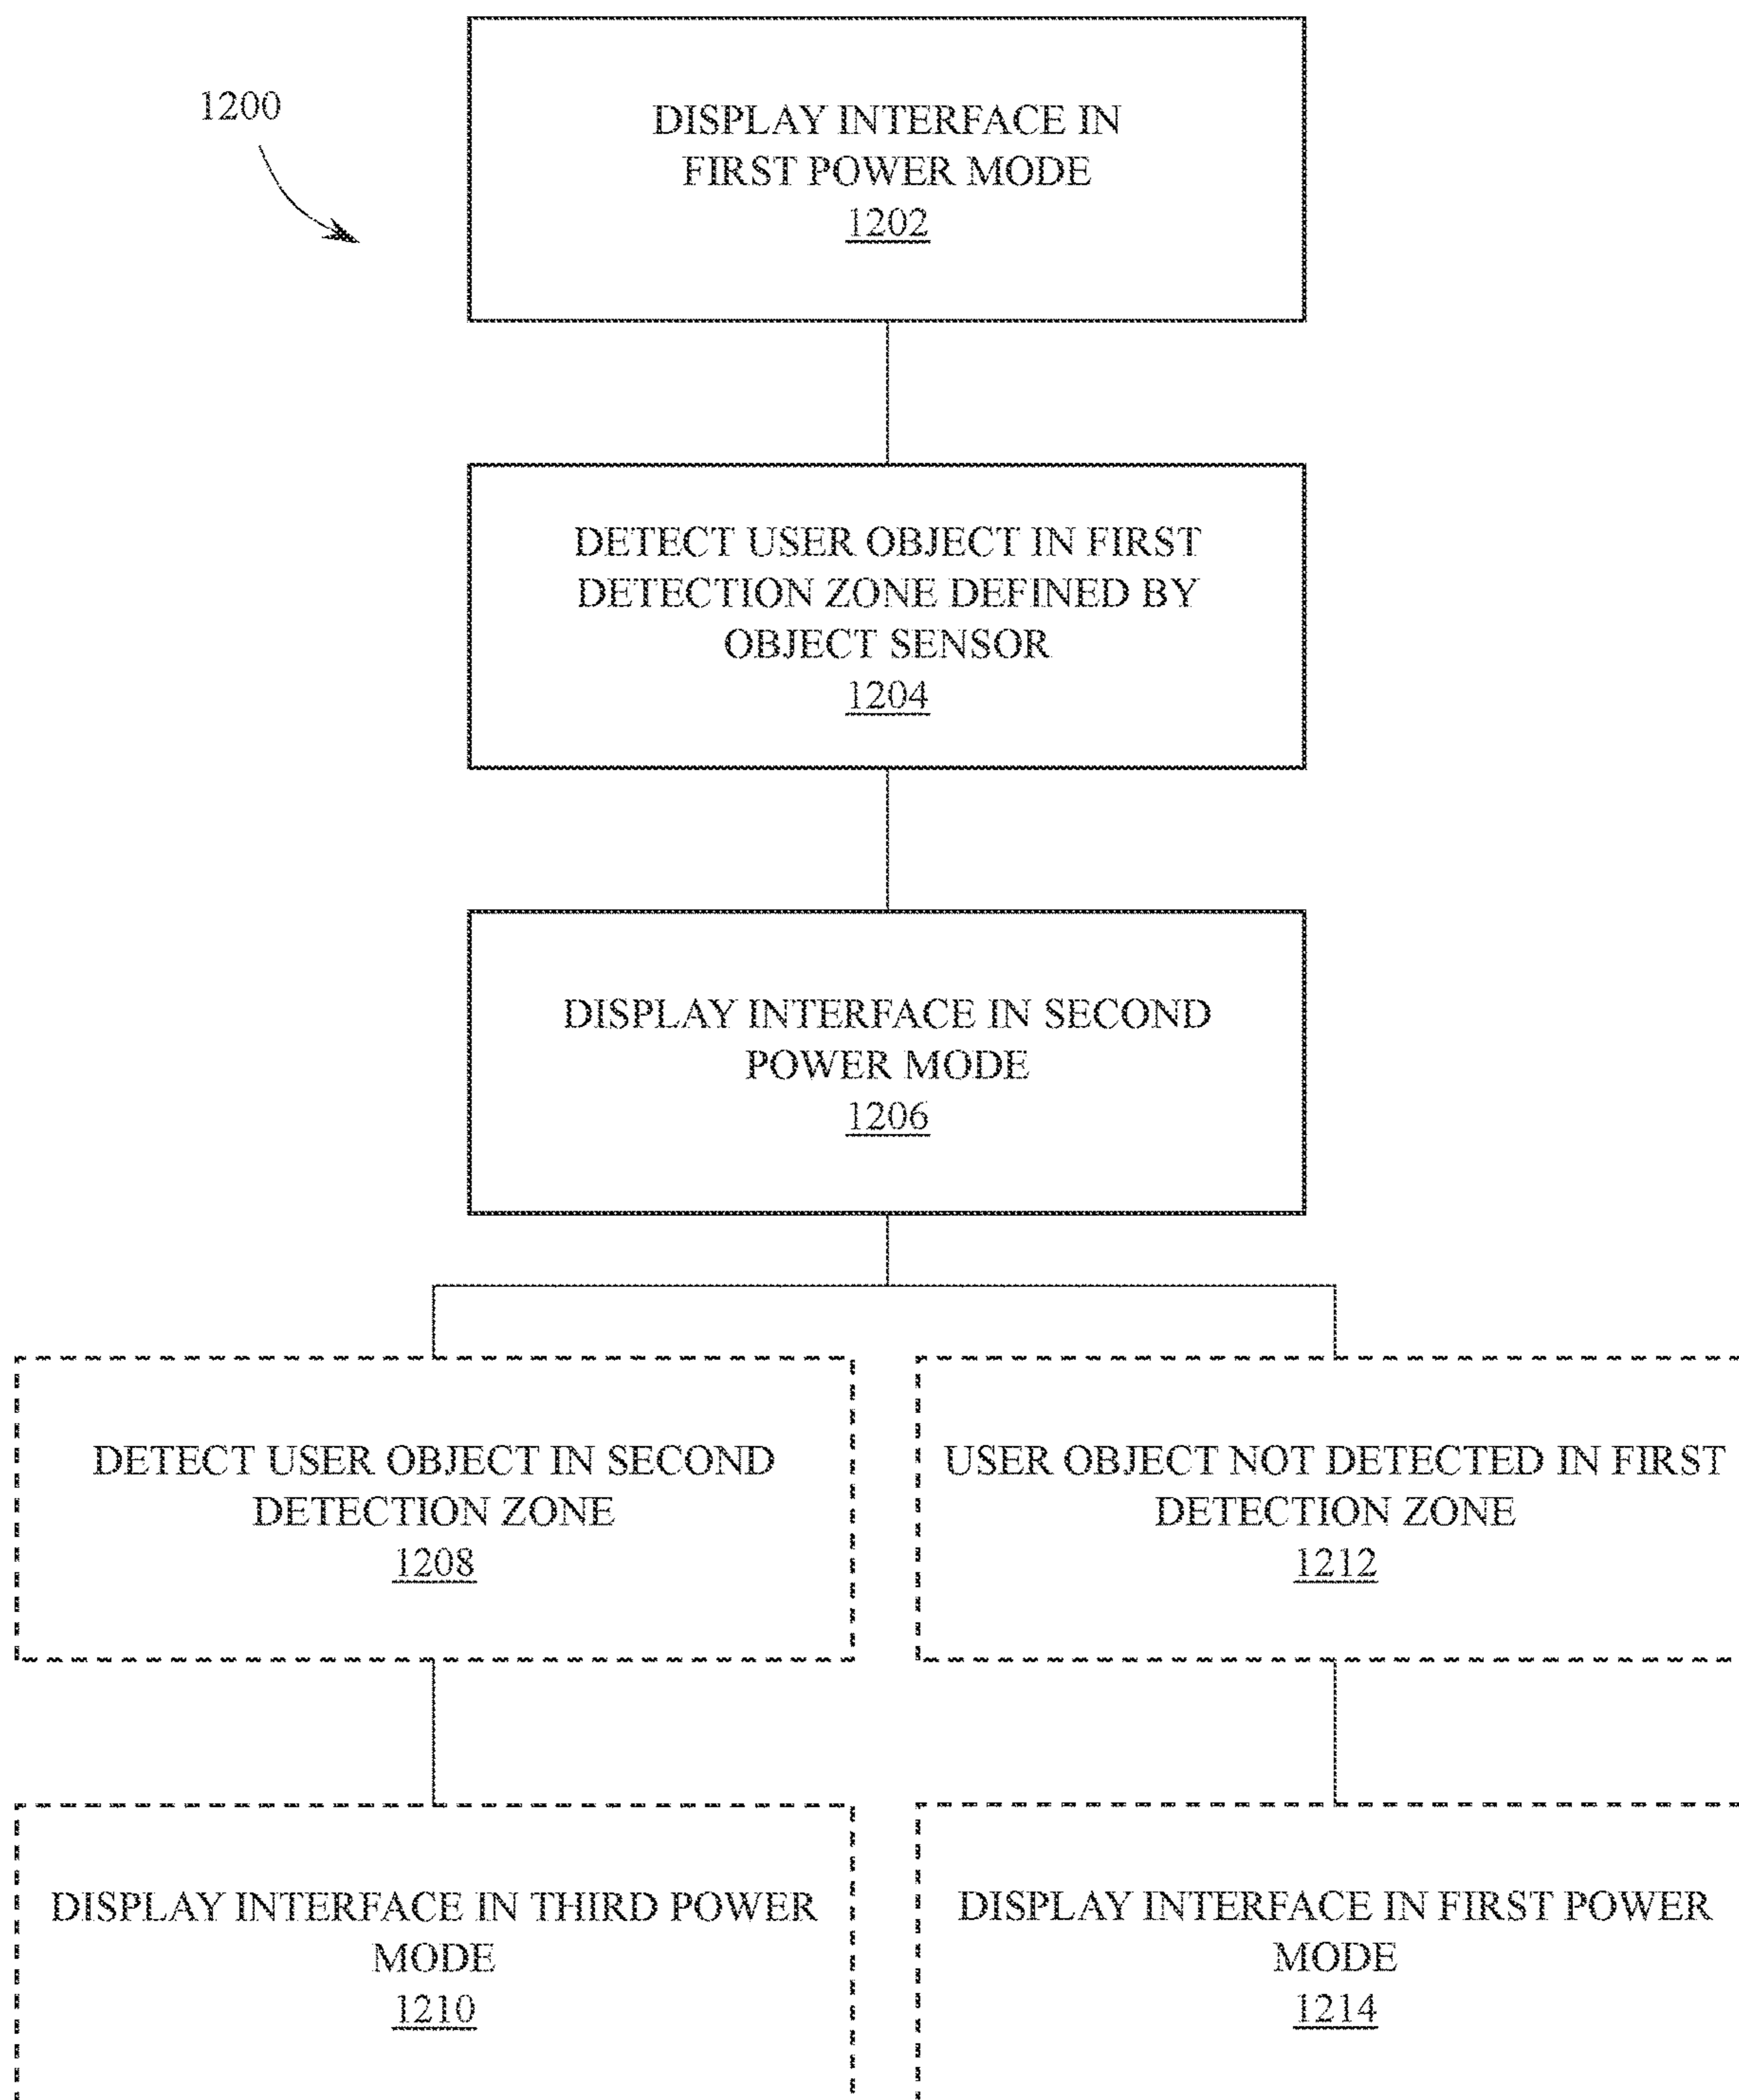 1200
DISPLAY INTERFACE IN
FIRST POWER MODE
1202
DETECT USER OBJECT IN FIRST
DETECTION ZONE DEFINED BY
OBJECT SENSOR
1204
DISPLAY INTERFACE IN SECOND
POWER MODE
1206
DETECT USER OBJECT IN SECOND
DETECTION ZONE
1208
USER OBJECT NOT DETECTED IN FIRST
DETECTION ZONE
1212
DISPLAY INTERFACE IN THIRD POWER
MODE
1210
DISPLAY INTERFACE IN FIRST POWER
MODE
1214